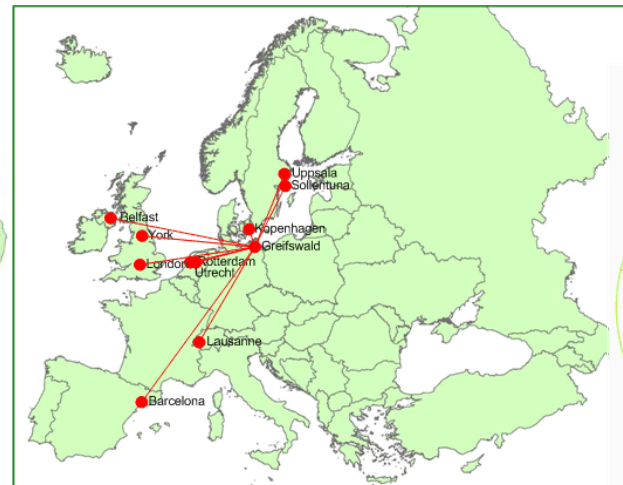 Uppsala
Sollentuna
Belfast
Kopenhagen
York
Greifswald
London
Rotterdam
Utrecht
Lausanne
Barcelona